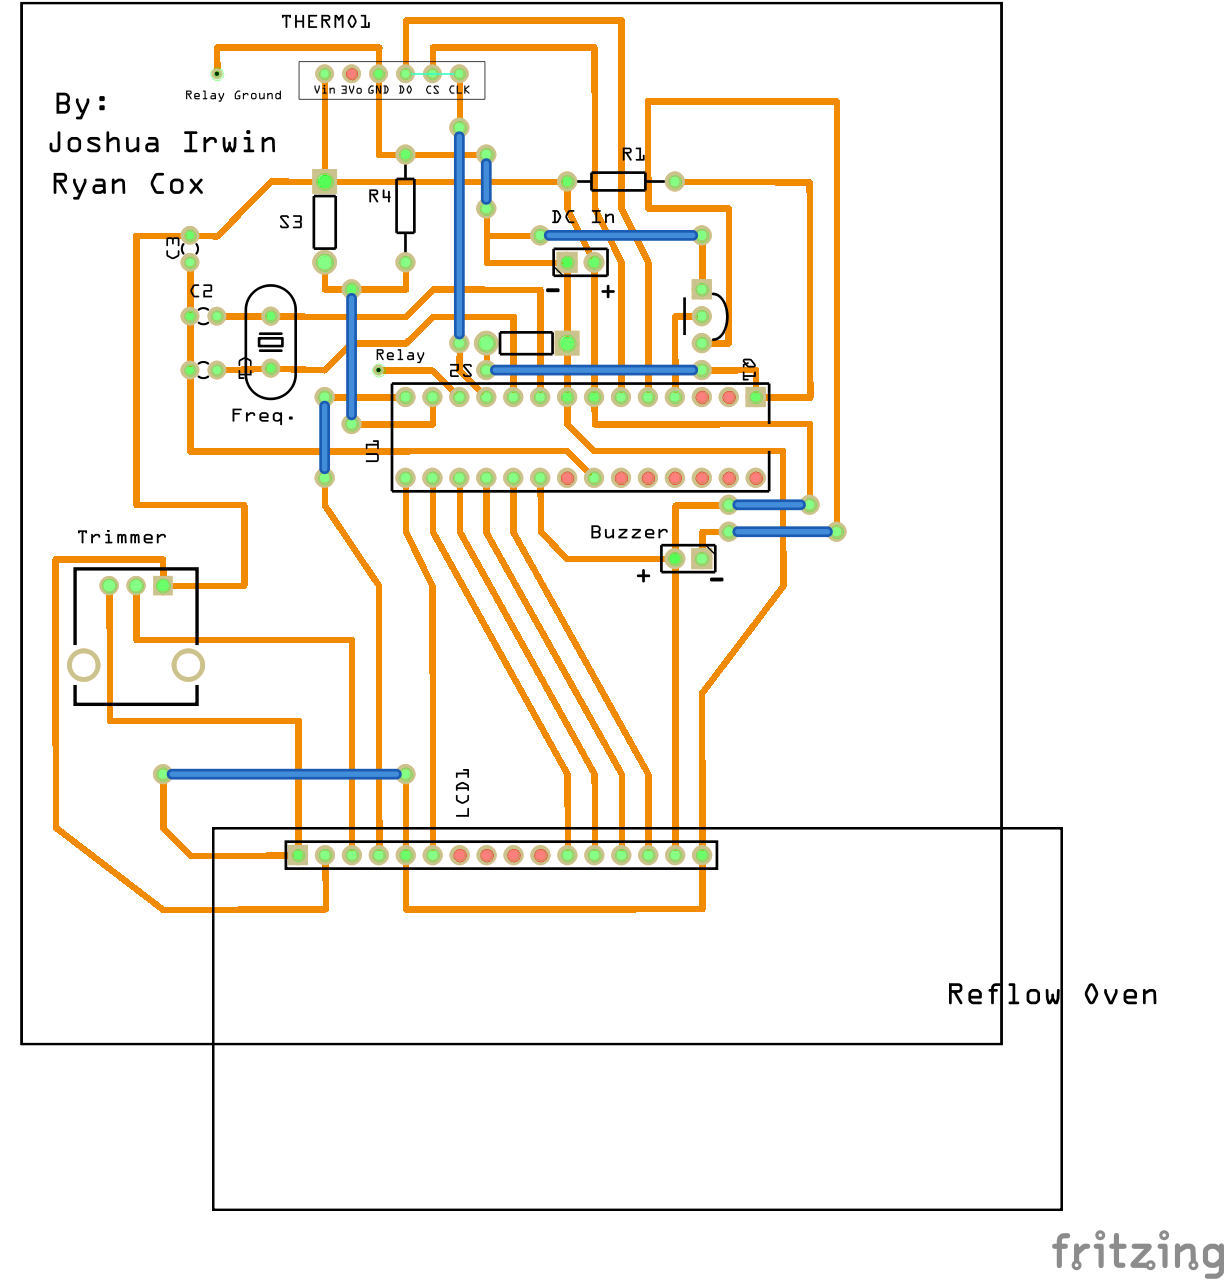 THERMO1
Vin 3Vo GND DO CS CLK
Relay Ground
By:
Joshua Irwin
Ryan Cox
R1
R4
S3
DC In
C3
C2
- +
Relay
S2
C1
Q1
Freq.
U1
Buzzer
+ -
Trimmer
LCD1
Reflow Oven
fritzing